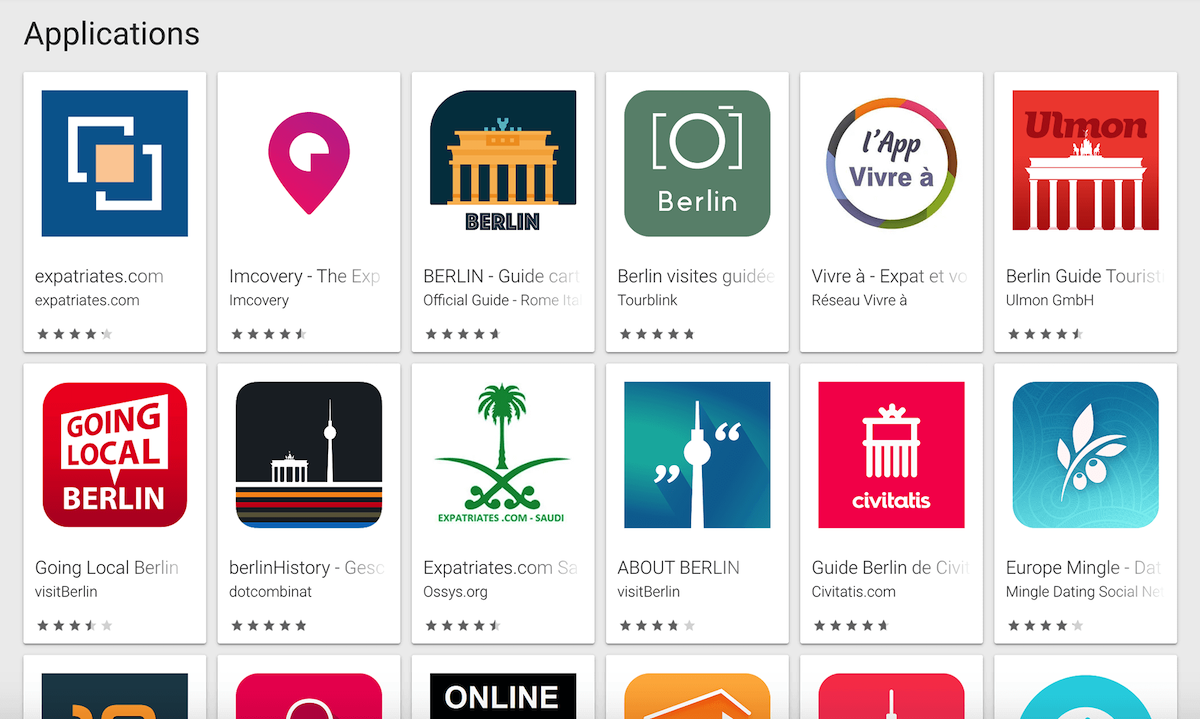 Applications
l'App
Vivre à
Ulmon
BERLIN
Berlin
expatriates.com
expatriates.com
Imcovery - The Exp
Imcovery
BERLIN - Guide cart
Official Guide - Rome Ita
Berlin visites guidée
Tourblink
Vivre à - Expat et vo
Réseau Vivre à
Berlin Guide Tourist
Ulmon GmbH
GOING
LOCAL
BERLIN
EXPATRIATES .COM - SAUDI
civitatis
Going Local Berlin
visitBerlin
berlinHistory - Gesc
dotcombinat
Expatriates.com Sa
Ossys.org
ABOUT BERLIN
visitBerlin
Guide Berlin de Civit
Civitatis.com
Europe Mingle - Dat
Mingle Dating Social Net
ONLINE